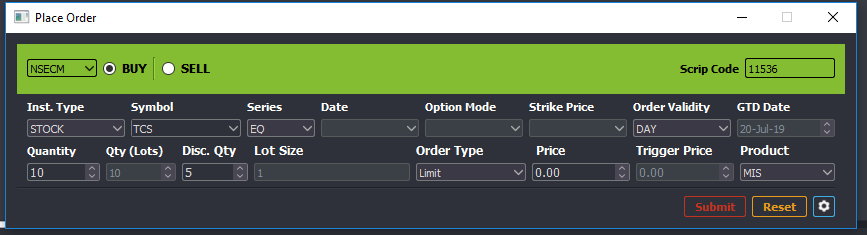 Place Order
NSECM BUY SELL Scrip Code 11536
Inst. Type Symbol Series Date Option Mode Strike Price Order Validity GTD Date
STOCK TCS EQ DAY 20-Jul-19
Quantity Qty (Lots) Disc. Qty Lot Size Order Type Price Trigger Price Product
10 10 5 1 Limit 0.00 0.00 MIS
Submit Reset